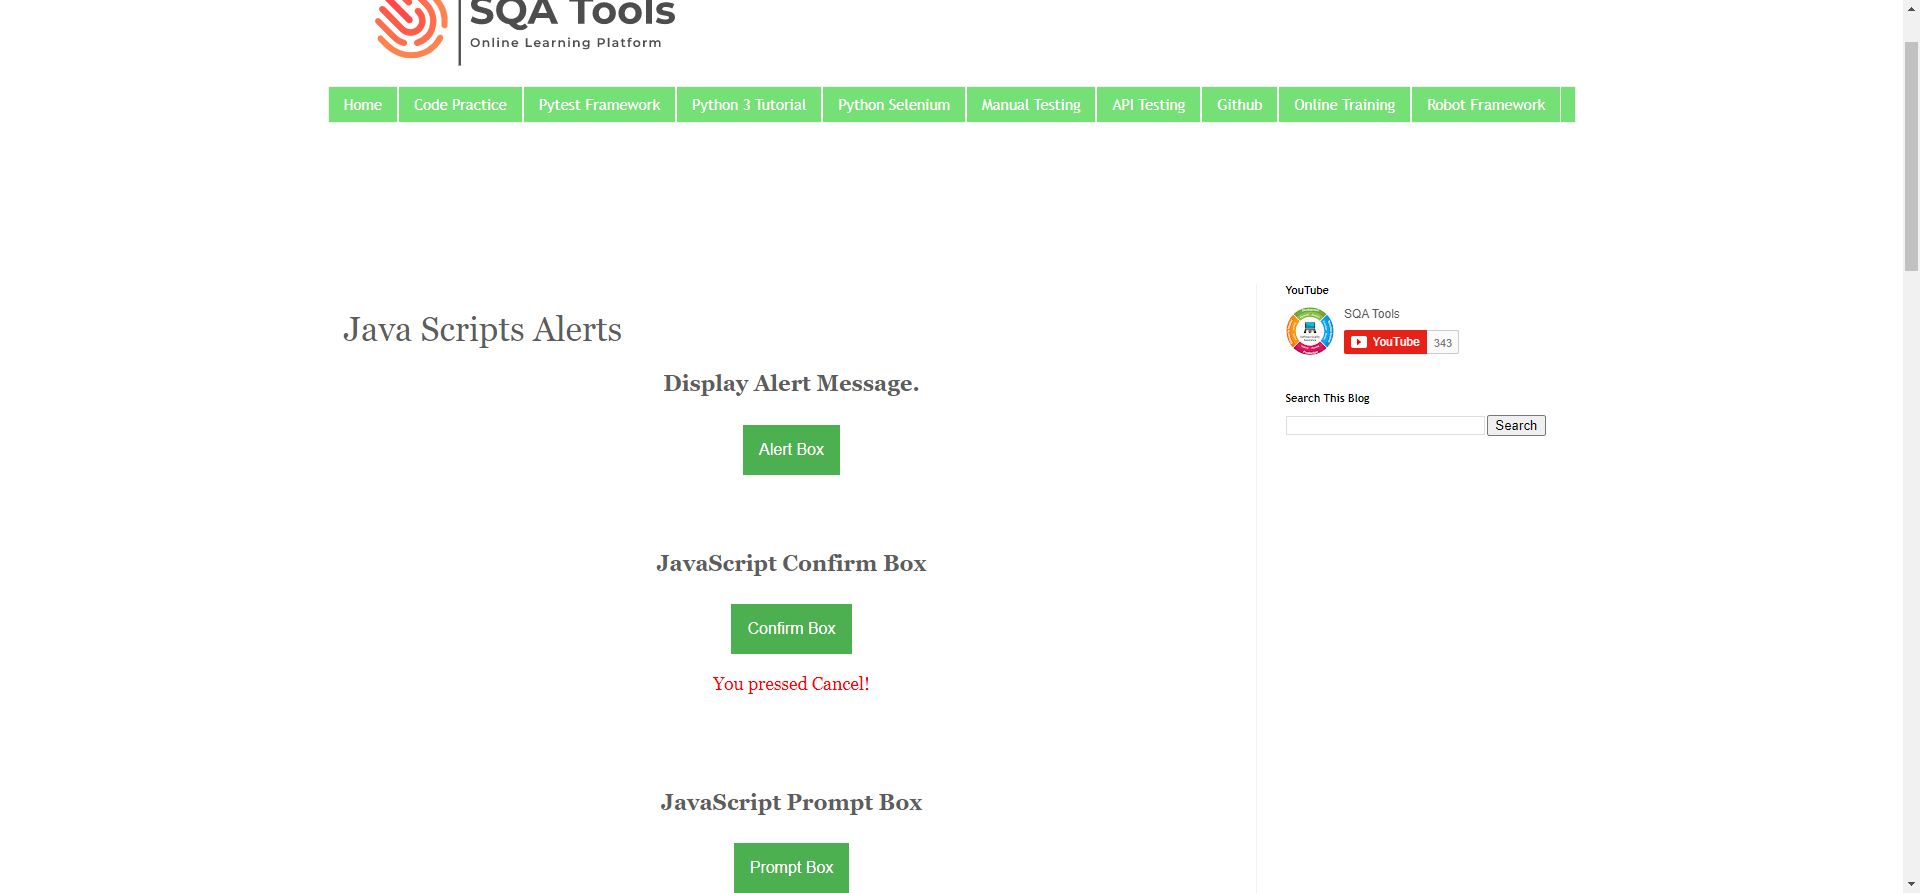 SQA Tools
Online Learning Platform
Home Code Practice Pytest Framework Python 3 Tutorial Python Selenium Manual Testing API Testing Github Online Training Robot Framework
Java Scripts Alerts
Display Alert Message.
Alert Box
JavaScript Confirm Box
Confirm Box
You pressed Cancel!
JavaScript Prompt Box
Prompt Box
YouTube
SQA Tools
YouTube 343
Search This Blog
Search